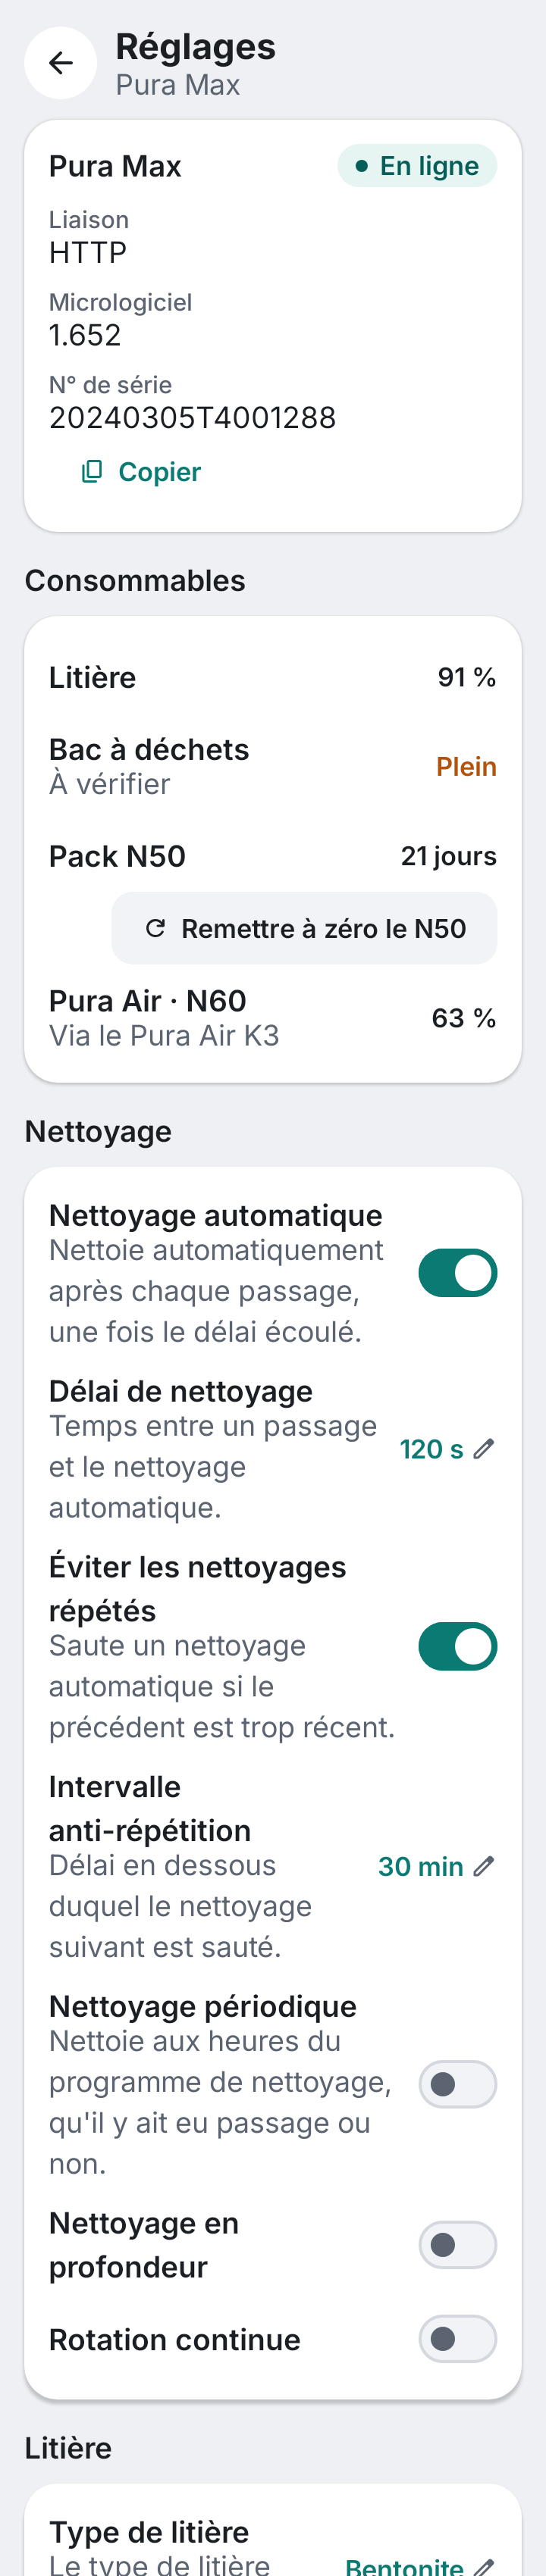 Réglages
Pura Max
Pura Max
En ligne
Liaison
HTTP
Micrologiciel
1.652
N° de série
20240305T4001288
Copier
Consommables
Litière
91 %
Bac à déchets
À vérifier
Plein
Pack N50
21 jours
Remettre à zéro le N50
Pura Air · N60
Via le Pura Air K3
63 %
Nettoyage
Nettoyage automatique
Nettoie automatiquement
après chaque passage,
une fois le délai écoulé.
Délai de nettoyage
Temps entre un passage
et le nettoyage
automatique.
120 s
Éviter les nettoyages
répétés
Saute un nettoyage
automatique si le
précédent est trop récent.
Intervalle
anti-répétition
Délai en dessous
duquel le nettoyage
suivant est sauté.
30 min
Nettoyage périodique
Nettoie aux heures du
programme de nettoyage,
qu'il y ait eu passage ou
non.
Nettoyage en
profondeur
Rotation continue
Litière
Type de litière
Le type de litière
Bentonite